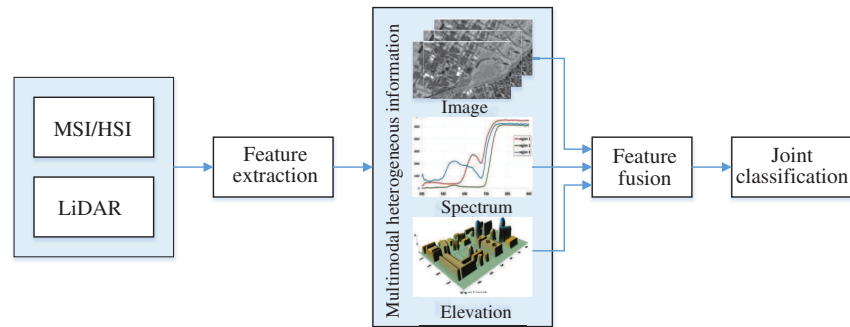 MSI/HSI
LiDAR
Feature
extraction
Multimodal heterogeneous information
Image
Spectrum
Elevation
Feature
fusion
Joint
classification